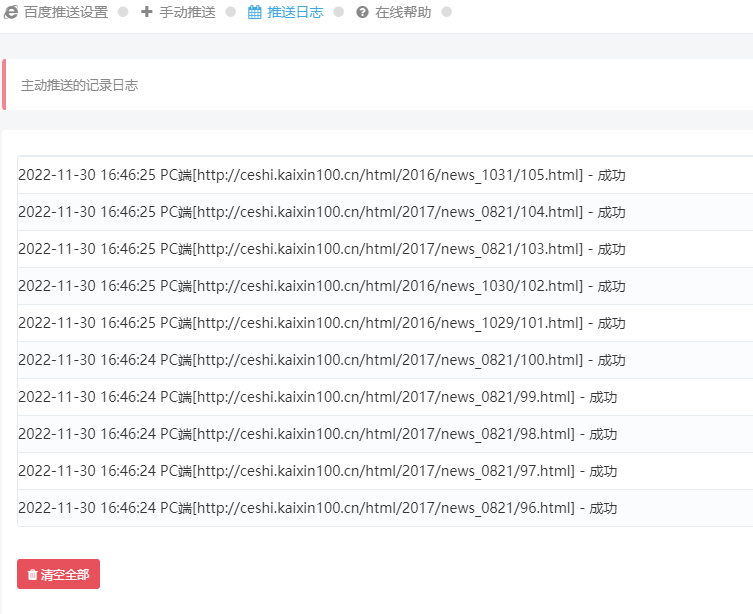 百度推送设置 手动推送 推送日志 在线帮助
主动推送的记录日志
2022-11-30 16:46:25 PC端[http://ceshi.kaixin100.cn/html/2016/news_1031/105.html] - 成功
2022-11-30 16:46:25 PC端[http://ceshi.kaixin100.cn/html/2017/news_0821/104.html] - 成功
2022-11-30 16:46:25 PC端[http://ceshi.kaixin100.cn/html/2017/news_0821/103.html] - 成功
2022-11-30 16:46:25 PC端[http://ceshi.kaixin100.cn/html/2016/news_1030/102.html] - 成功
2022-11-30 16:46:25 PC端[http://ceshi.kaixin100.cn/html/2016/news_1029/101.html] - 成功
2022-11-30 16:46:24 PC端[http://ceshi.kaixin100.cn/html/2017/news_0821/100.html] - 成功
2022-11-30 16:46:24 PC端[http://ceshi.kaixin100.cn/html/2017/news_0821/99.html] - 成功
2022-11-30 16:46:24 PC端[http://ceshi.kaixin100.cn/html/2017/news_0821/98.html] - 成功
2022-11-30 16:46:24 PC端[http://ceshi.kaixin100.cn/html/2017/news_0821/97.html] - 成功
2022-11-30 16:46:24 PC端[http://ceshi.kaixin100.cn/html/2017/news_0821/96.html] - 成功
清空全部